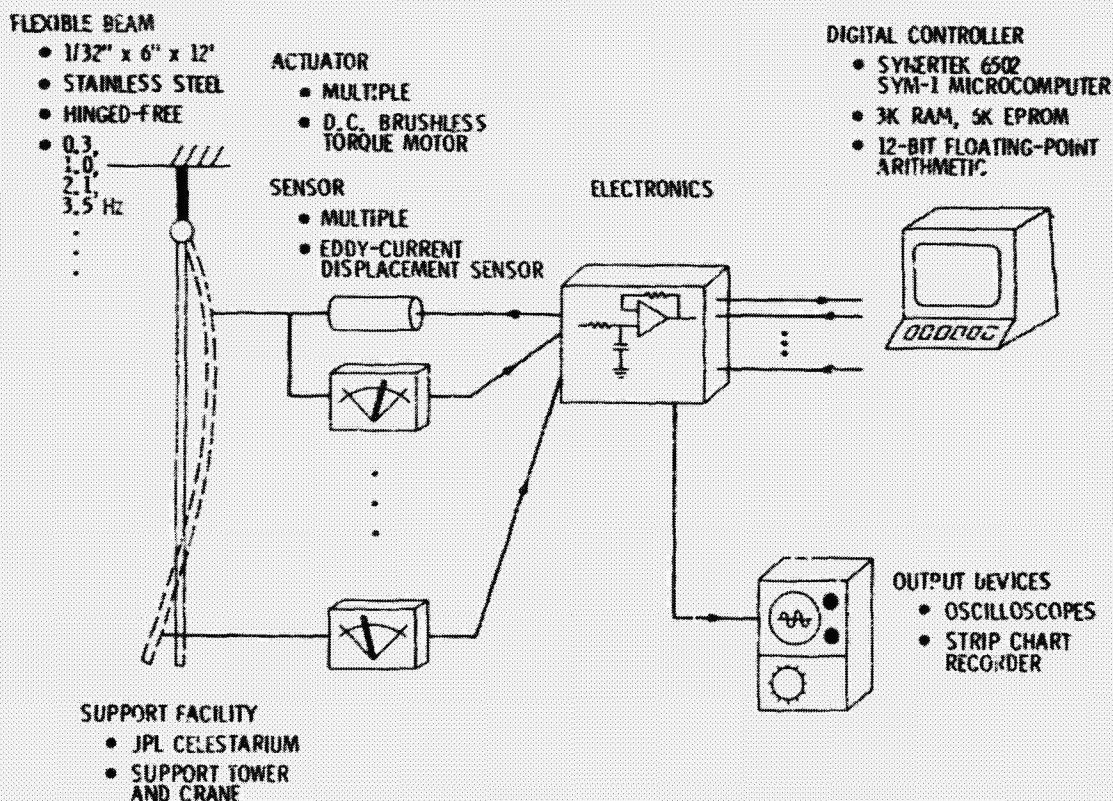 FLEXIBLE BEAM
• 1/32" x 6" x 12'
• STAINLESS STEEL
• HINGED-FREE
• 0.3,
1.0,
2.1,
3.5 Hz
.
.
.
ACTUATOR
• MULTIPLE
• D.C. BRUSHLESS
TORQUE MOTOR
SENSOR
• MULTIPLE
• EDDY-CURRENT
DISPLACEMENT SENSOR
ELECTRONICS
DIGITAL CONTROLLER
• SYNERTEK 6502
SYM-1 MICROCOMPUTER
• 3K RAM, 5K EPROM
• 12-BIT FLOATING-POINT
ARITHMETIC
OUTPUT DEVICES
• OSCILLOSCOPES
• STRIP CHART
RECORDER
SUPPORT FACILITY
• JPL CELESTARIUM
• SUPPORT TOWER
AND CRANE